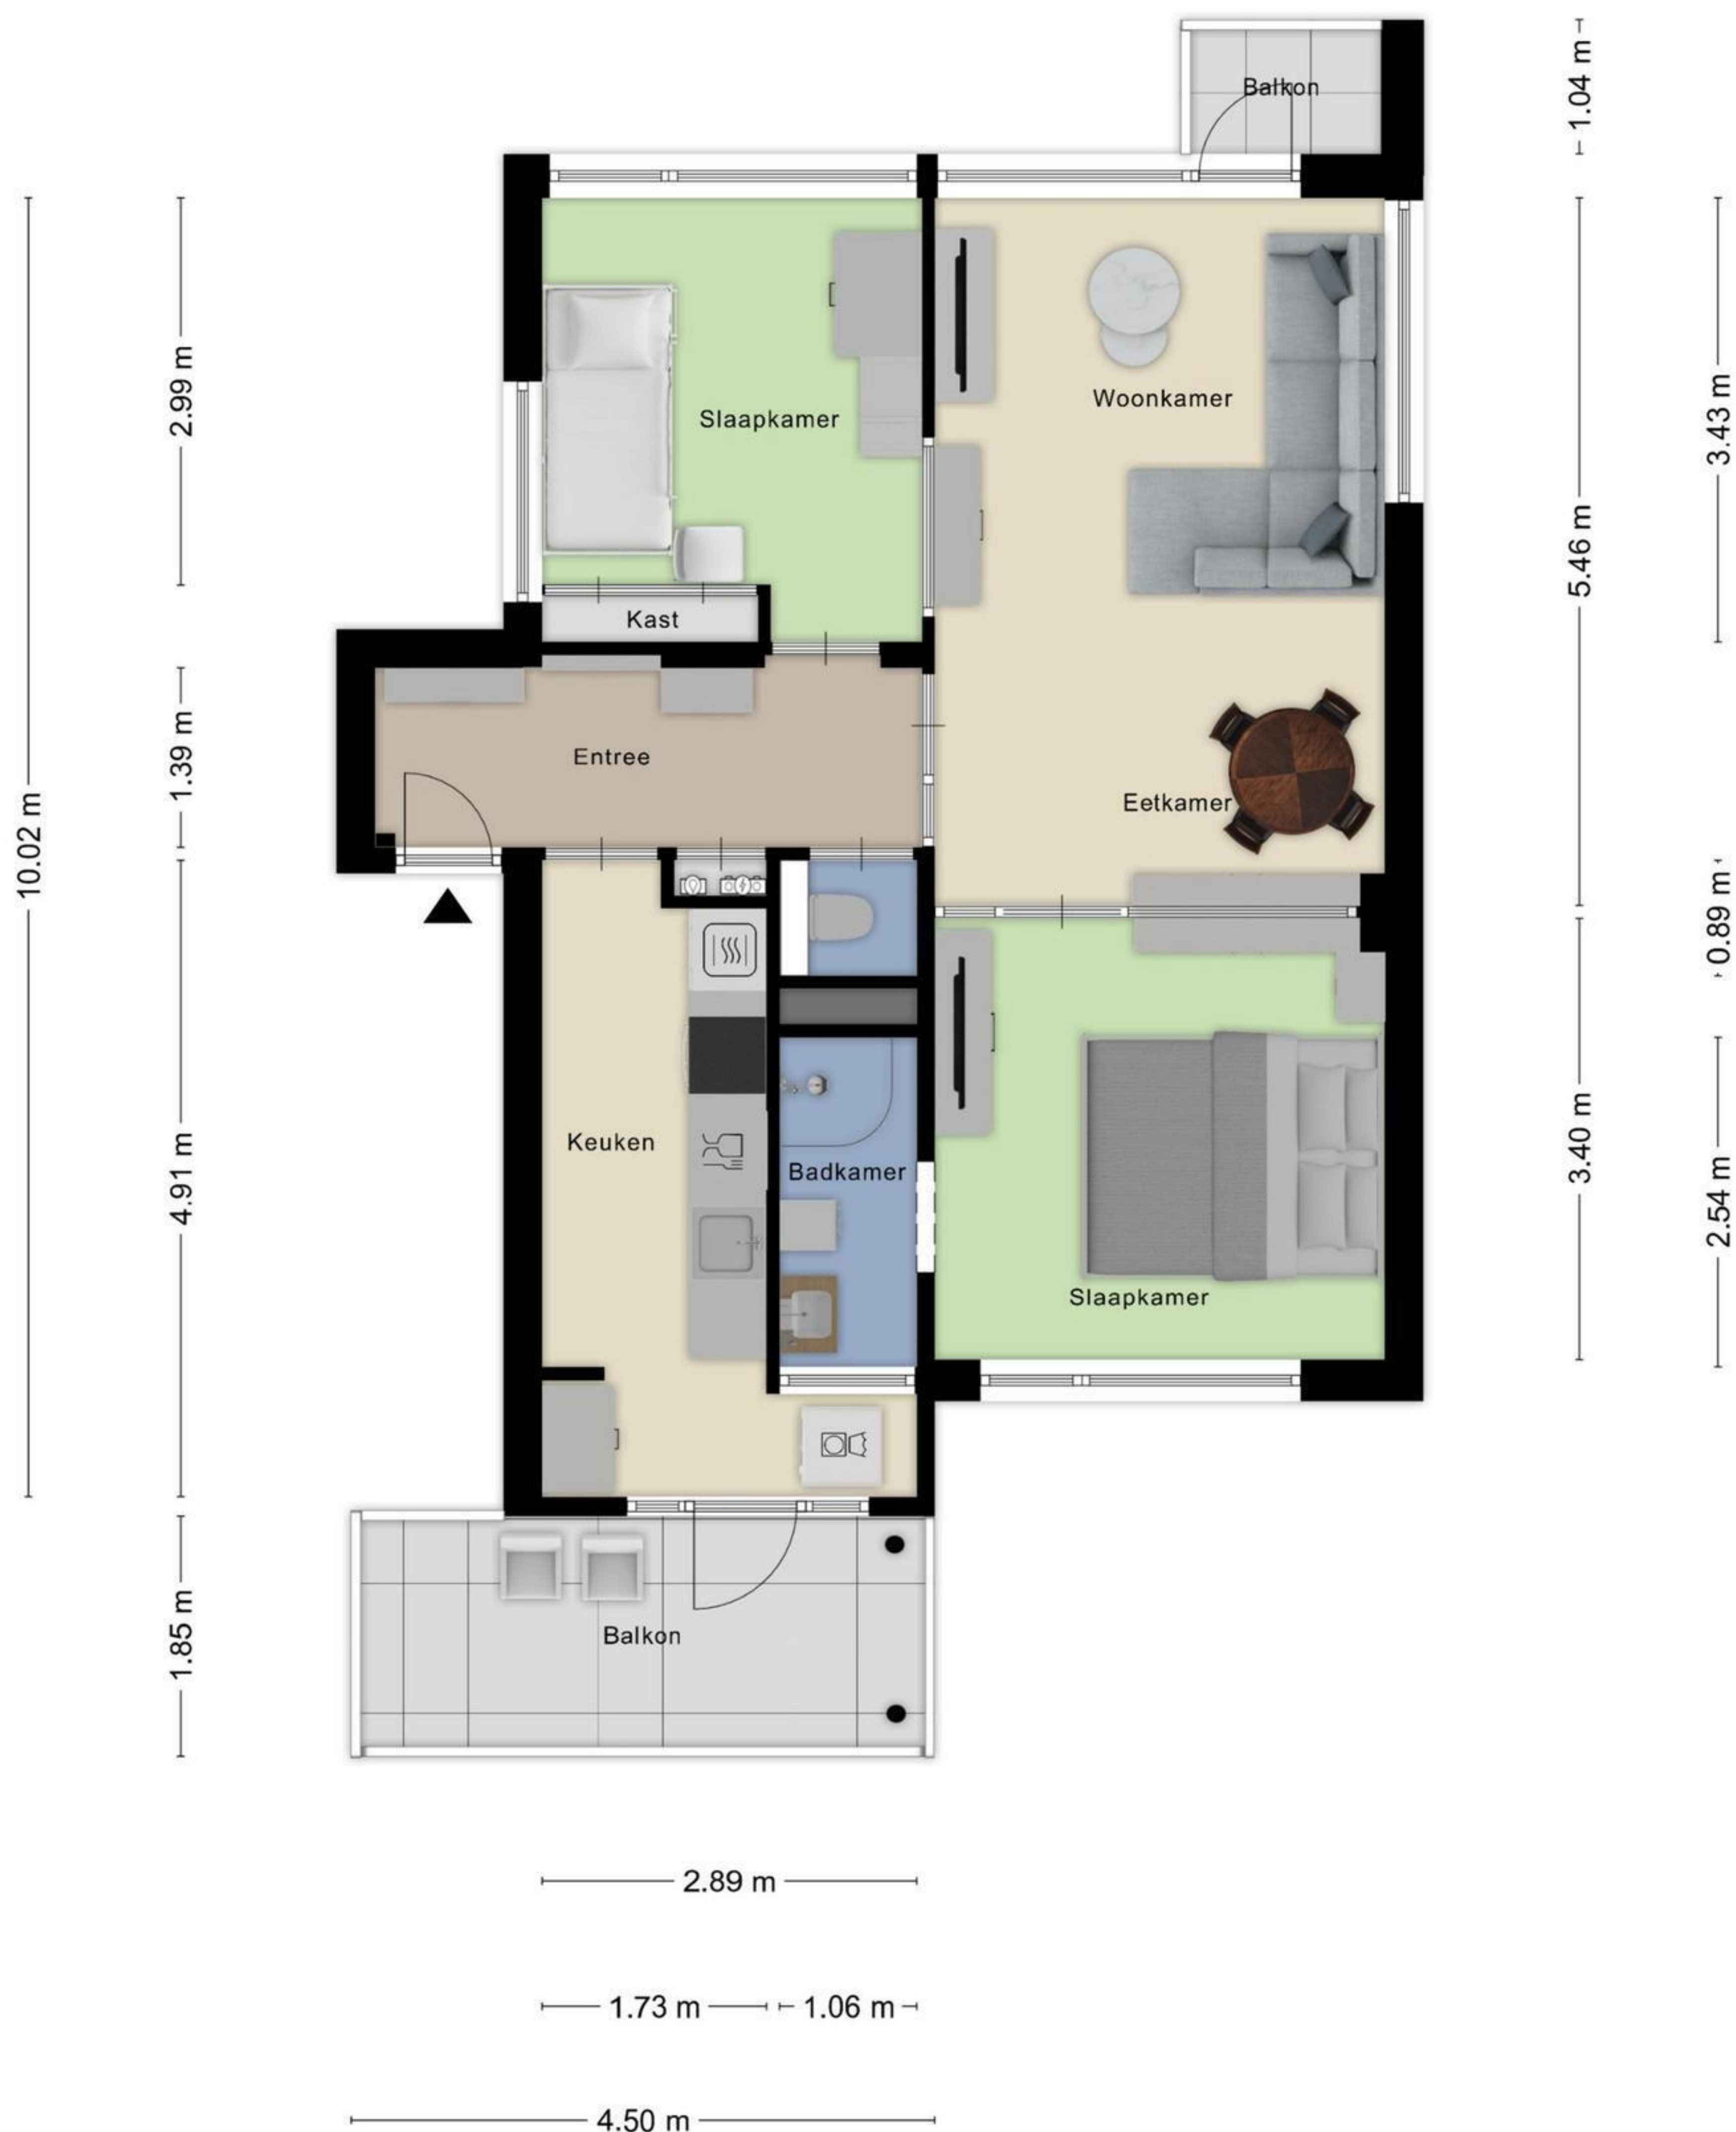 Balkon
1.04 m
Slaapkamer
Woonkamer
2.99 m
3.43 m
5.46 m
Kast
Entree
1.39 m
Eetkamer
10.02 m
0.89 m
Keuken
Badkamer
4.91 m
3.40 m
2.54 m
Slaapkamer
Balkon
1.85 m
2.89 m
1.73 m
1.06 m
4.50 m